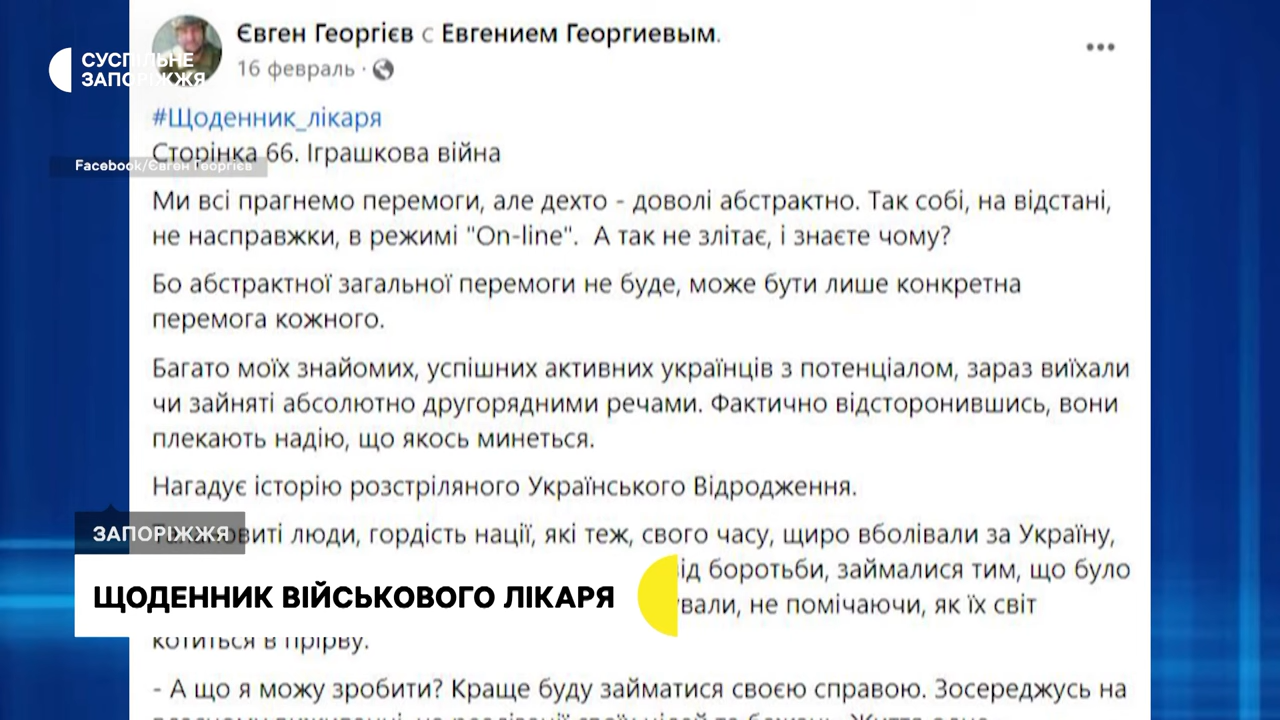 СУСПІЛЬНЕ
ЗАПОРІЖЖЯ
Євген Георгієв с Евгением Георгиевым.
16 февраль ·
#Щоденник_лікаря
Сторінка 66. Іграшкова війна
Facebook/Євген Георгієв
Ми всі прагнемо перемоги, але дехто - доволі абстрактно. Так собі, на відстані,
не насправжки, в режимі "On-line". А так не злітає, і знаєте чому?
Бо абстрактної загальної перемоги не буде, може бути лише конкретна
перемога кожного.
Багато моїх знайомих, успішних активних українців з потенціалом, зараз виїхали
чи зайняті абсолютно другорядними речами. Фактично відсторонившись, вони
плекають надію, що якось минеться.
Нагадує історію розстріляного Українського Відродження.
люди, гордість нації, які теж, свого часу, щиро вболівали за Україну,
боротьби, займалися тим, що було
не помічаючи, як їх світ
котиться в прірву.
ЗАПОРІЖЖЯ
ЩОДЕННИК ВІЙСЬКОВОГО ЛІКАРЯ
- А що я можу зробити? Краще буду займатися своєю справою. Зосереджусь на